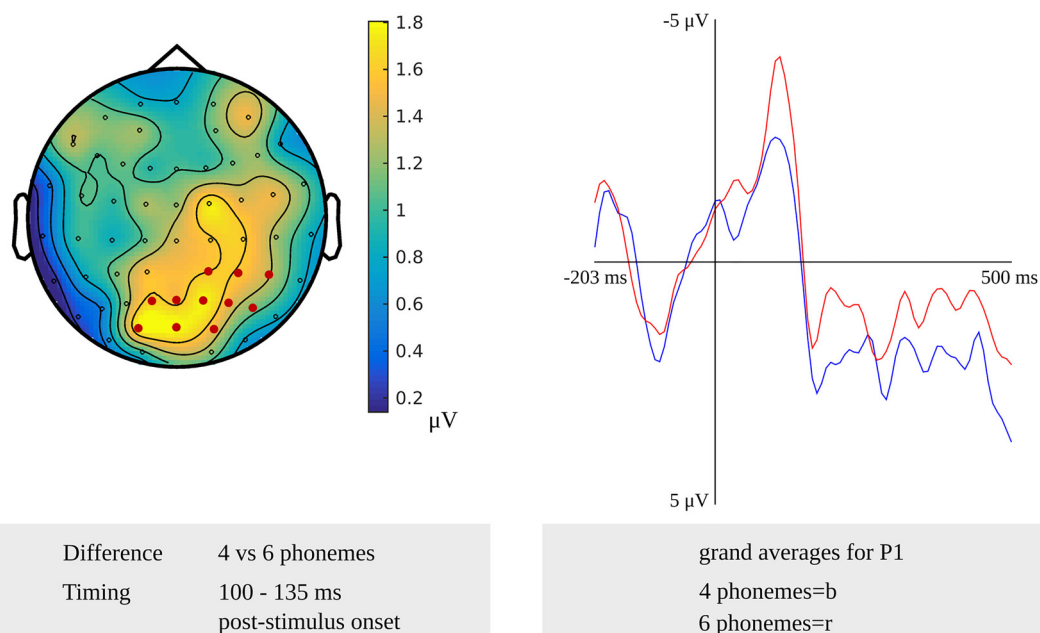 1.8
1.6
1.4
1.2
1
0.8
0.6
0.4
0.2
μV
-5 μV
-203 ms
500 ms
5 μV
Difference 4 vs 6 phonemes
Timing 100 - 135 ms
post-stimulus onset
grand averages for P1
4 phonemes=b
6 phonemes=r